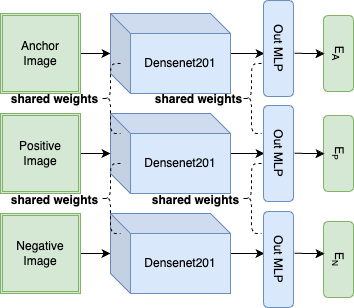 Anchor
Image
Densenet201
Out MLP
E_A
shared weights
shared weights
Positive
Image
Densenet201
Out MLP
E_P
shared weights
shared weights
Negative
Image
Densenet201
Out MLP
E_N